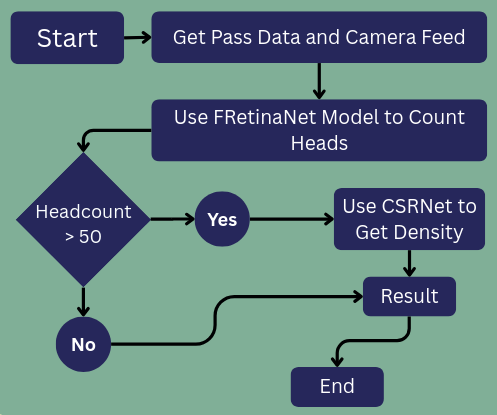 Start
Get Pass Data and Camera Feed
Use FRetinaNet Model to Count
Heads
Headcount
> 50
Yes
Use CSRNet to
Get Density
Result
No
End